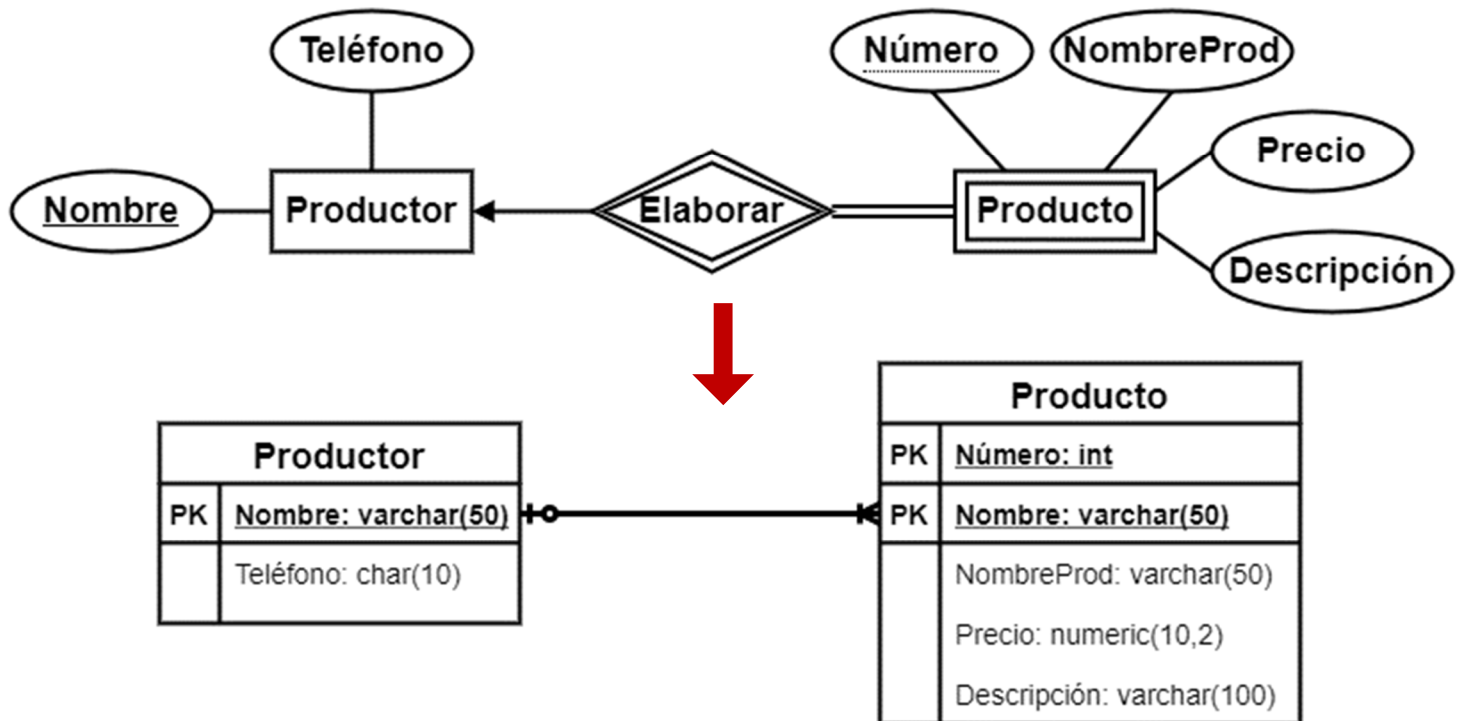 Teléfono
Número
NombreProd
Precio
Nombre
Productor
Elaborar
Producto
Descripción
Productor
PK Nombre: varchar(50)
Teléfono: char(10)
Producto
PK Número: int
PK Nombre: varchar(50)
NombreProd: varchar(50)
Precio: numeric(10,2)
Descripción: varchar(100)